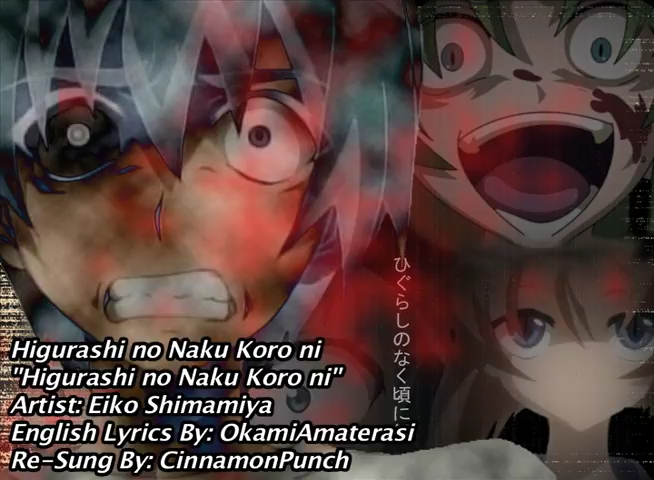 ひぐらしのなく頃に
Higurashi no Naku Koro ni
"Higurashi no Naku Koro ni"
Artist: Eiko Shimamiya
English Lyrics By: OkamiAmaterasi
Re-Sung By: CinnamonPunch